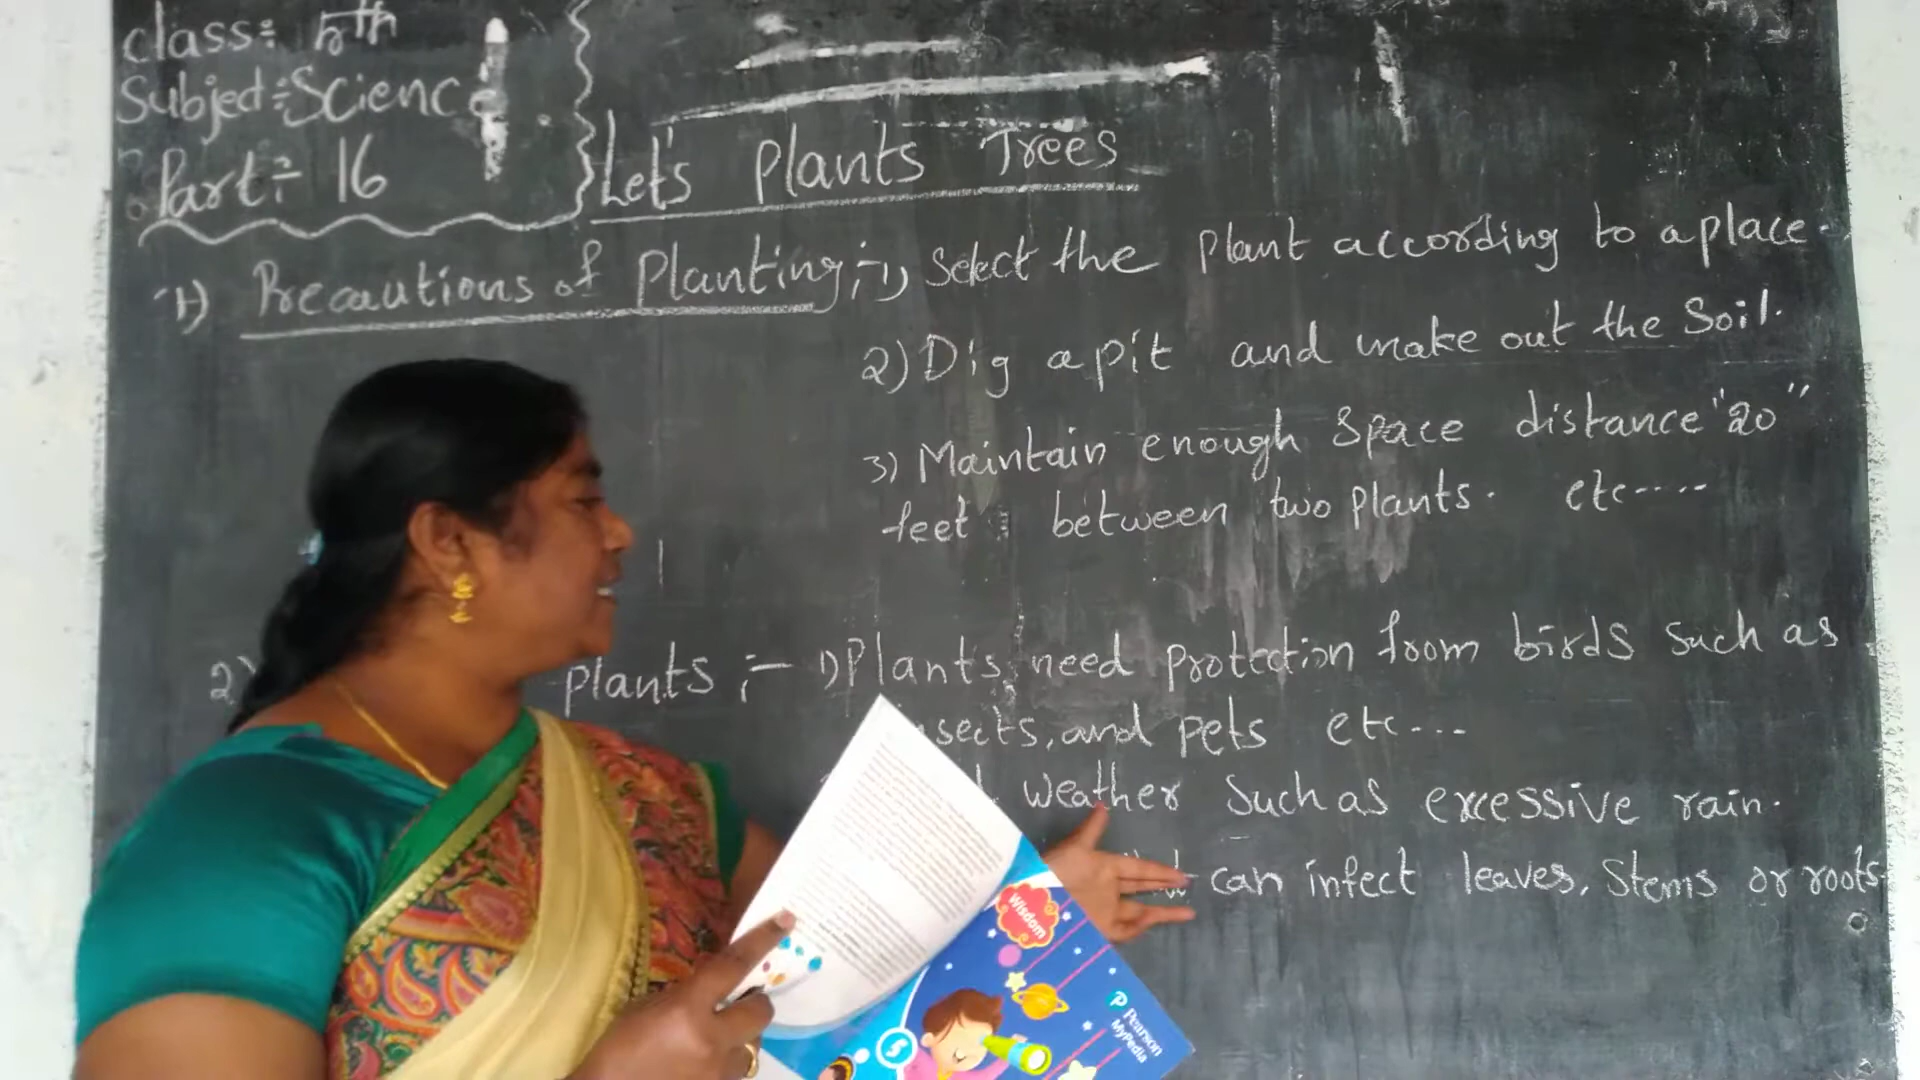 class:- 5th
Subjed:- Science
Part:- 16
Let's Plants Trees
1) Precautions of Planting:- 1) Select the Plant according to a place.
2) Dig a pit and make out the Soil.
3) Maintain enough Space distance "20"
feet between two plants. etc.....
2) plants :- 1) Plants need protection from birds such as
insects, and pets etc...
weather such as excessive rain.
can infect leaves, stems or roots.
Wisdom
Pearson
MyPedia
5